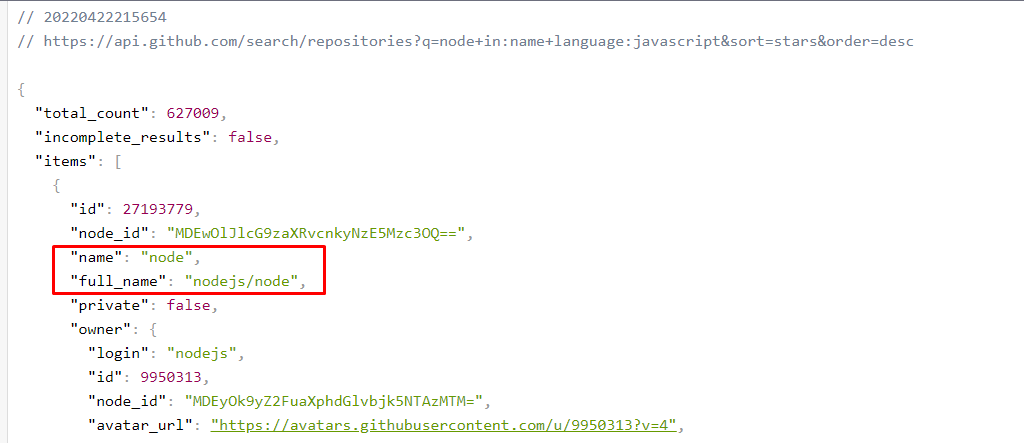 // 20220422215654
// https://api.github.com/search/repositories?q=node+in:name+language:javascript&sort=stars&order=desc
{
"total_count": 627009,
"incomplete_results": false,
"items": [
{
"id": 27193779,
"node_id": "MDEwOlJlcG9zaXRvcnkyNzE5Mzc3OQ==",
"name": "node",
"full_name": "nodejs/node",
"private": false,
"owner": {
"login": "nodejs",
"id": 9950313,
"node_id": "MDEyOk9yZ2FuaXphdGlvbjk5NTAzMTM=",
"avatar_url": "https://avatars.githubusercontent.com/u/9950313?v=4",